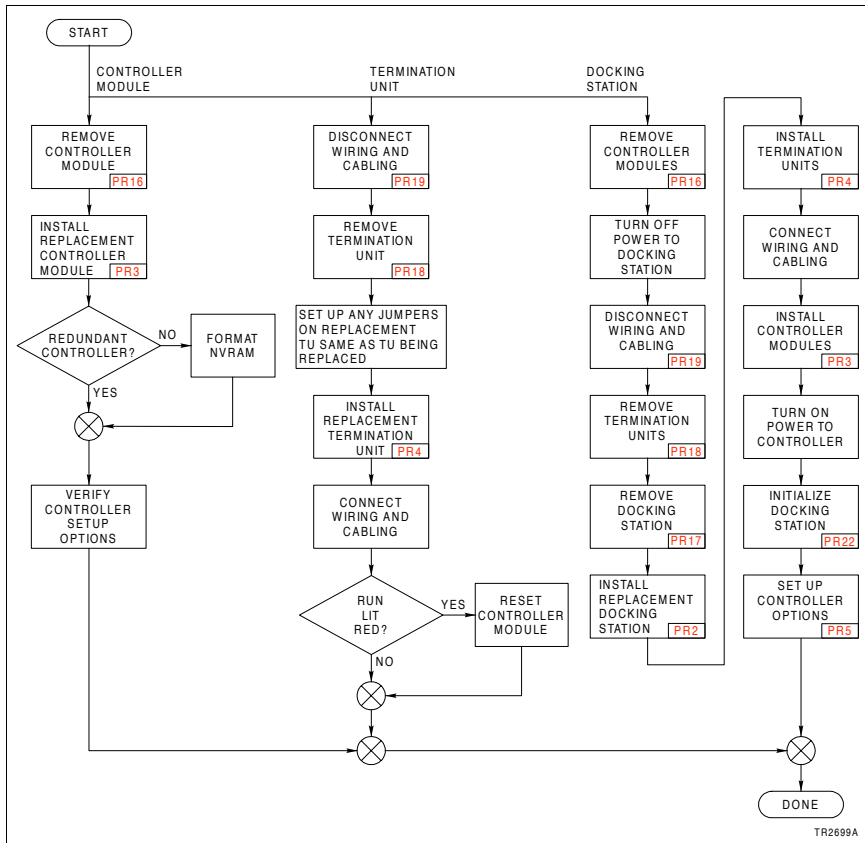 START
CONTROLLER
MODULE
TERMINATION
UNIT
DOCKING
STATION
REMOVE
CONTROLLER
MODULE
PR16
INSTALL
REPLACEMENT
CONTROLLER
MODULE PR3
REDUNDANT
CONTROLLER?
NO
YES
FORMAT
NVRAM
VERIFY
CONTROLLER
SETUP
OPTIONS
DISCONNECT
WIRING AND
CABLING
PR19
REMOVE
TERMINATION
UNIT
PR18
SET UP ANY JUMPERS
ON REPLACEMENT
TU SAME AS TU BEING
REPLACED
INSTALL
REPLACEMENT
TERMINATION
UNIT PR4
CONNECT
WIRING AND
CABLING
RUN
LIT
RED?
YES
NO
RESET
CONTROLLER
MODULE
REMOVE
CONTROLLER
MODULES
PR16
TURN OFF
POWER TO
DOCKING
STATION
DISCONNECT
WIRING AND
CABLING
PR19
REMOVE
TERMINATION
UNITS
PR18
REMOVE
DOCKING
STATION
PR17
INSTALL
REPLACEMENT
DOCKING
STATION PR2
INSTALL
TERMINATION
UNITS
PR4
CONNECT
WIRING AND
CABLING
INSTALL
CONTROLLER
MODULES
PR3
TURN ON
POWER TO
CONTROLLER
INITIALIZE
DOCKING
STATION
PR22
SET UP
CONTROLLER
OPTIONS
PR5
DONE
TR2699A